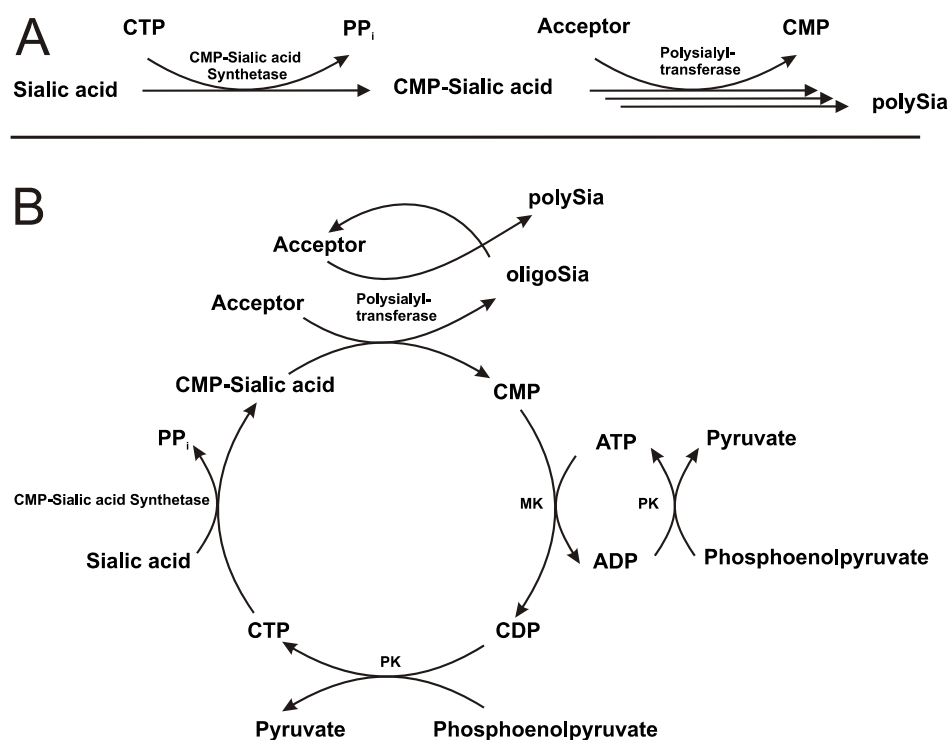 A
CTP
PPi
CMP-Sialic acid
Synthetase
Sialic acid
CMP-Sialic acid
Acceptor
CMP
Polysialyl-
transferase
polySia
B
polySia
Acceptor
oligoSia
Acceptor
Polysialyl-
transferase
CMP-Sialic acid
CMP
PPi
ATP
Pyruvate
CMP-Sialic acid Synthetase
MK
PK
Sialic acid
ADP
Phosphoenolpyruvate
CTP
CDP
PK
Pyruvate
Phosphoenolpyruvate